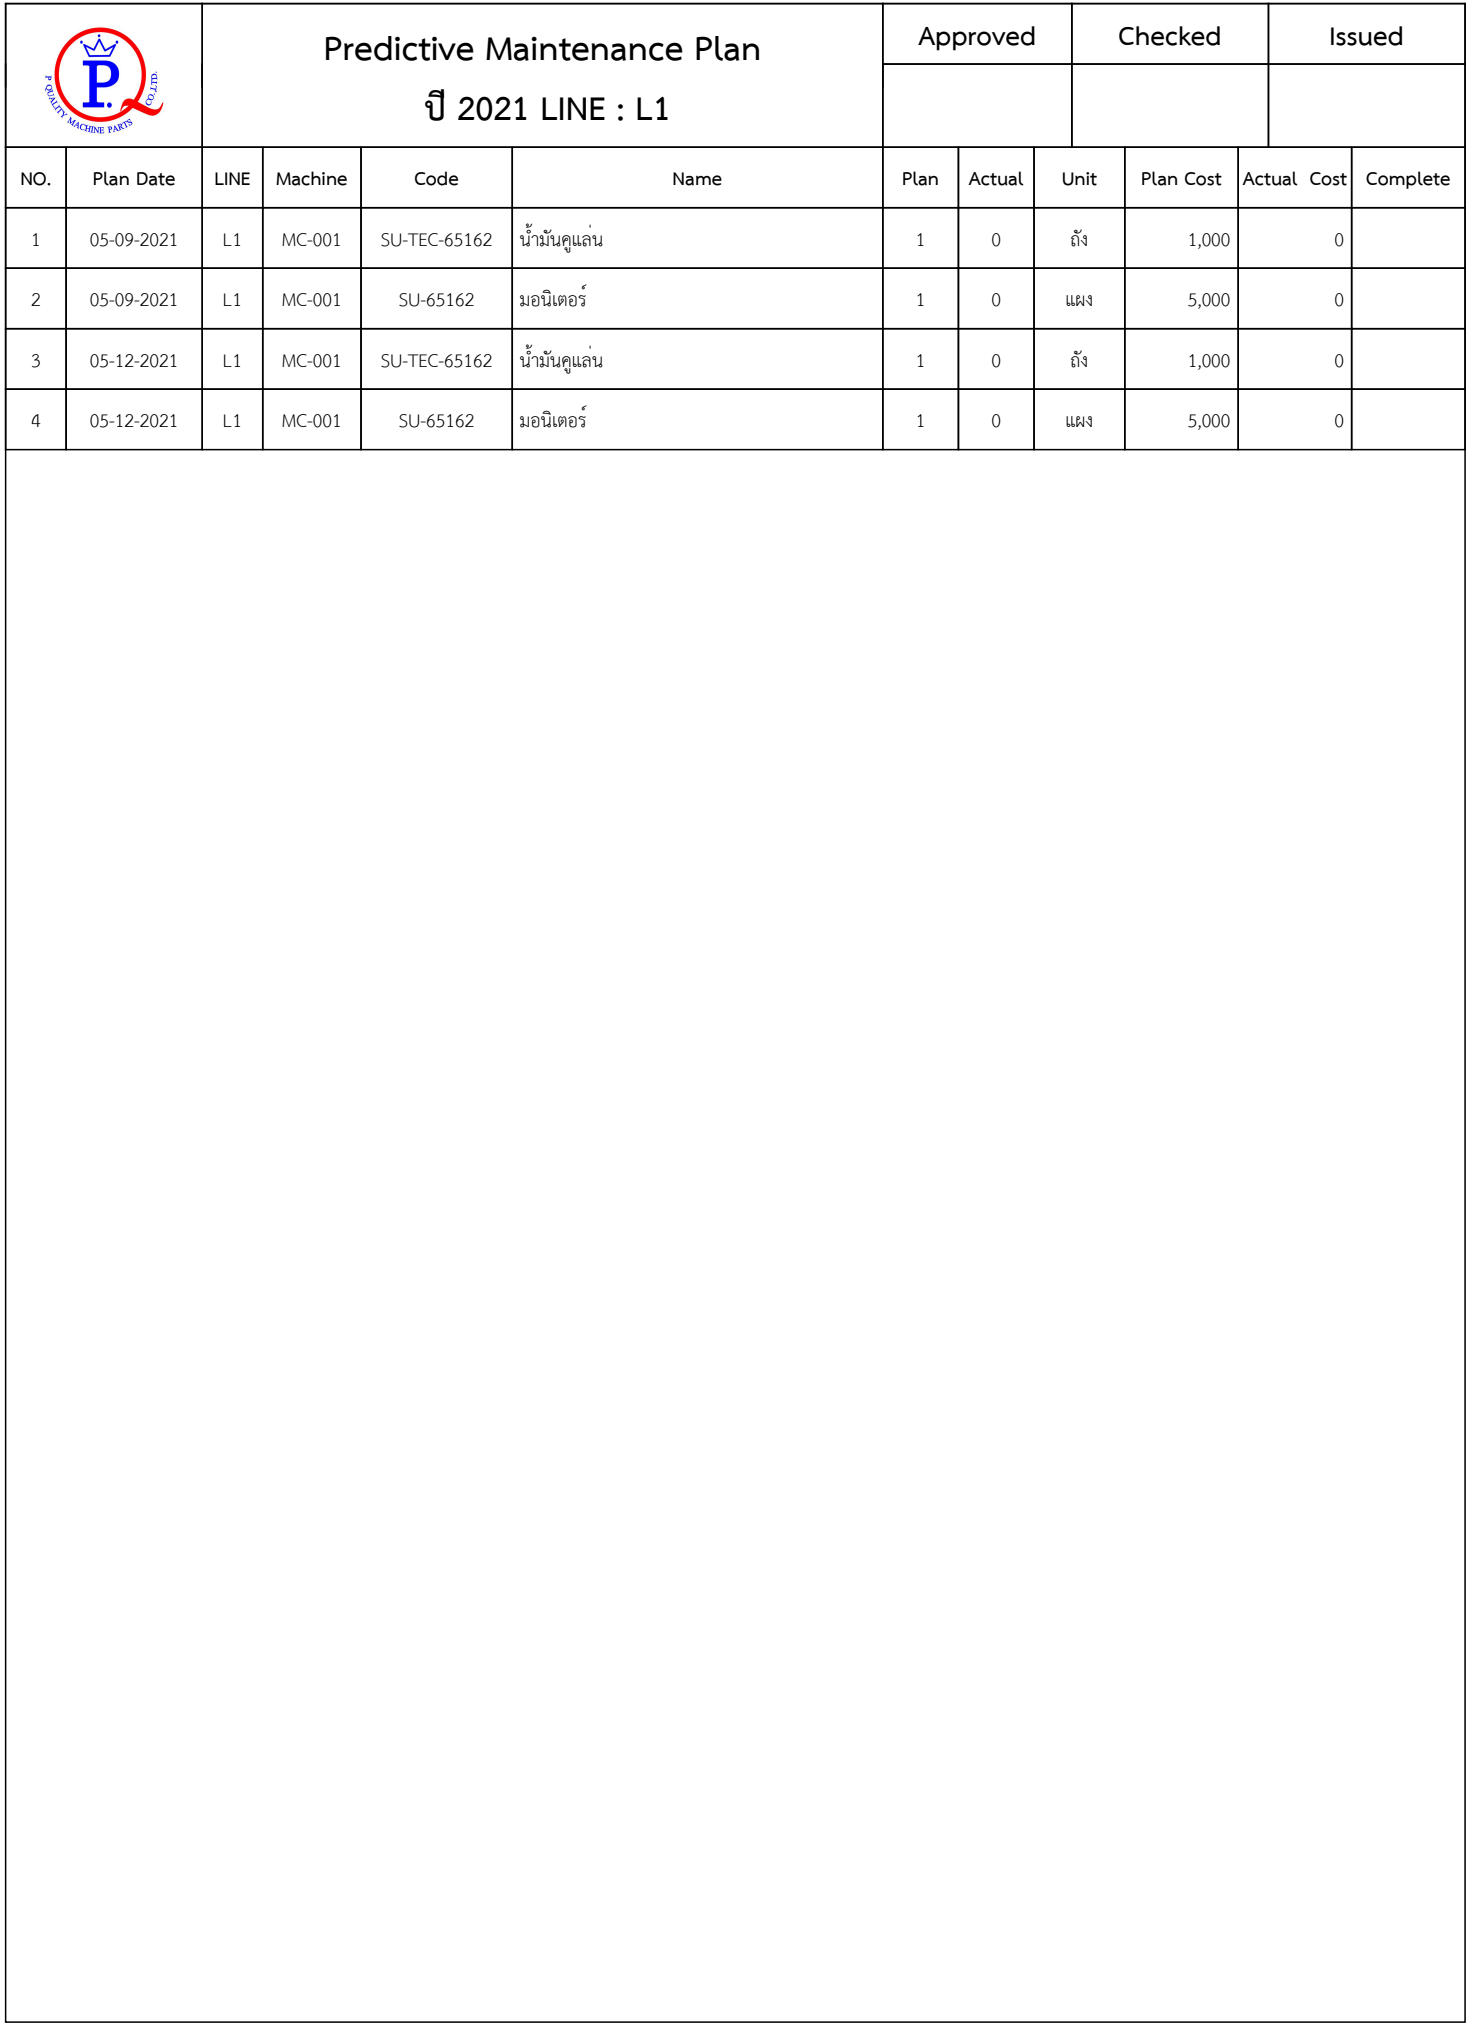 P.
P QUALITY MACHINE PARTS CO.,LTD.
Predictive Maintenance Plan
ปี 2021 LINE : L1
Approved Checked Issued
NO. Plan Date LINE Machine Code Name Plan Actual Unit Plan Cost Actual Cost Complete
1 05-09-2021 L1 MC-001 SU-TEC-65162 น้ำมันคูแล่น 1 0 ถัง 1,000 0
2 05-09-2021 L1 MC-001 SU-65162 มอนิเตอร์ 1 0 แผง 5,000 0
3 05-12-2021 L1 MC-001 SU-TEC-65162 น้ำมันคูแล่น 1 0 ถัง 1,000 0
4 05-12-2021 L1 MC-001 SU-65162 มอนิเตอร์ 1 0 แผง 5,000 0